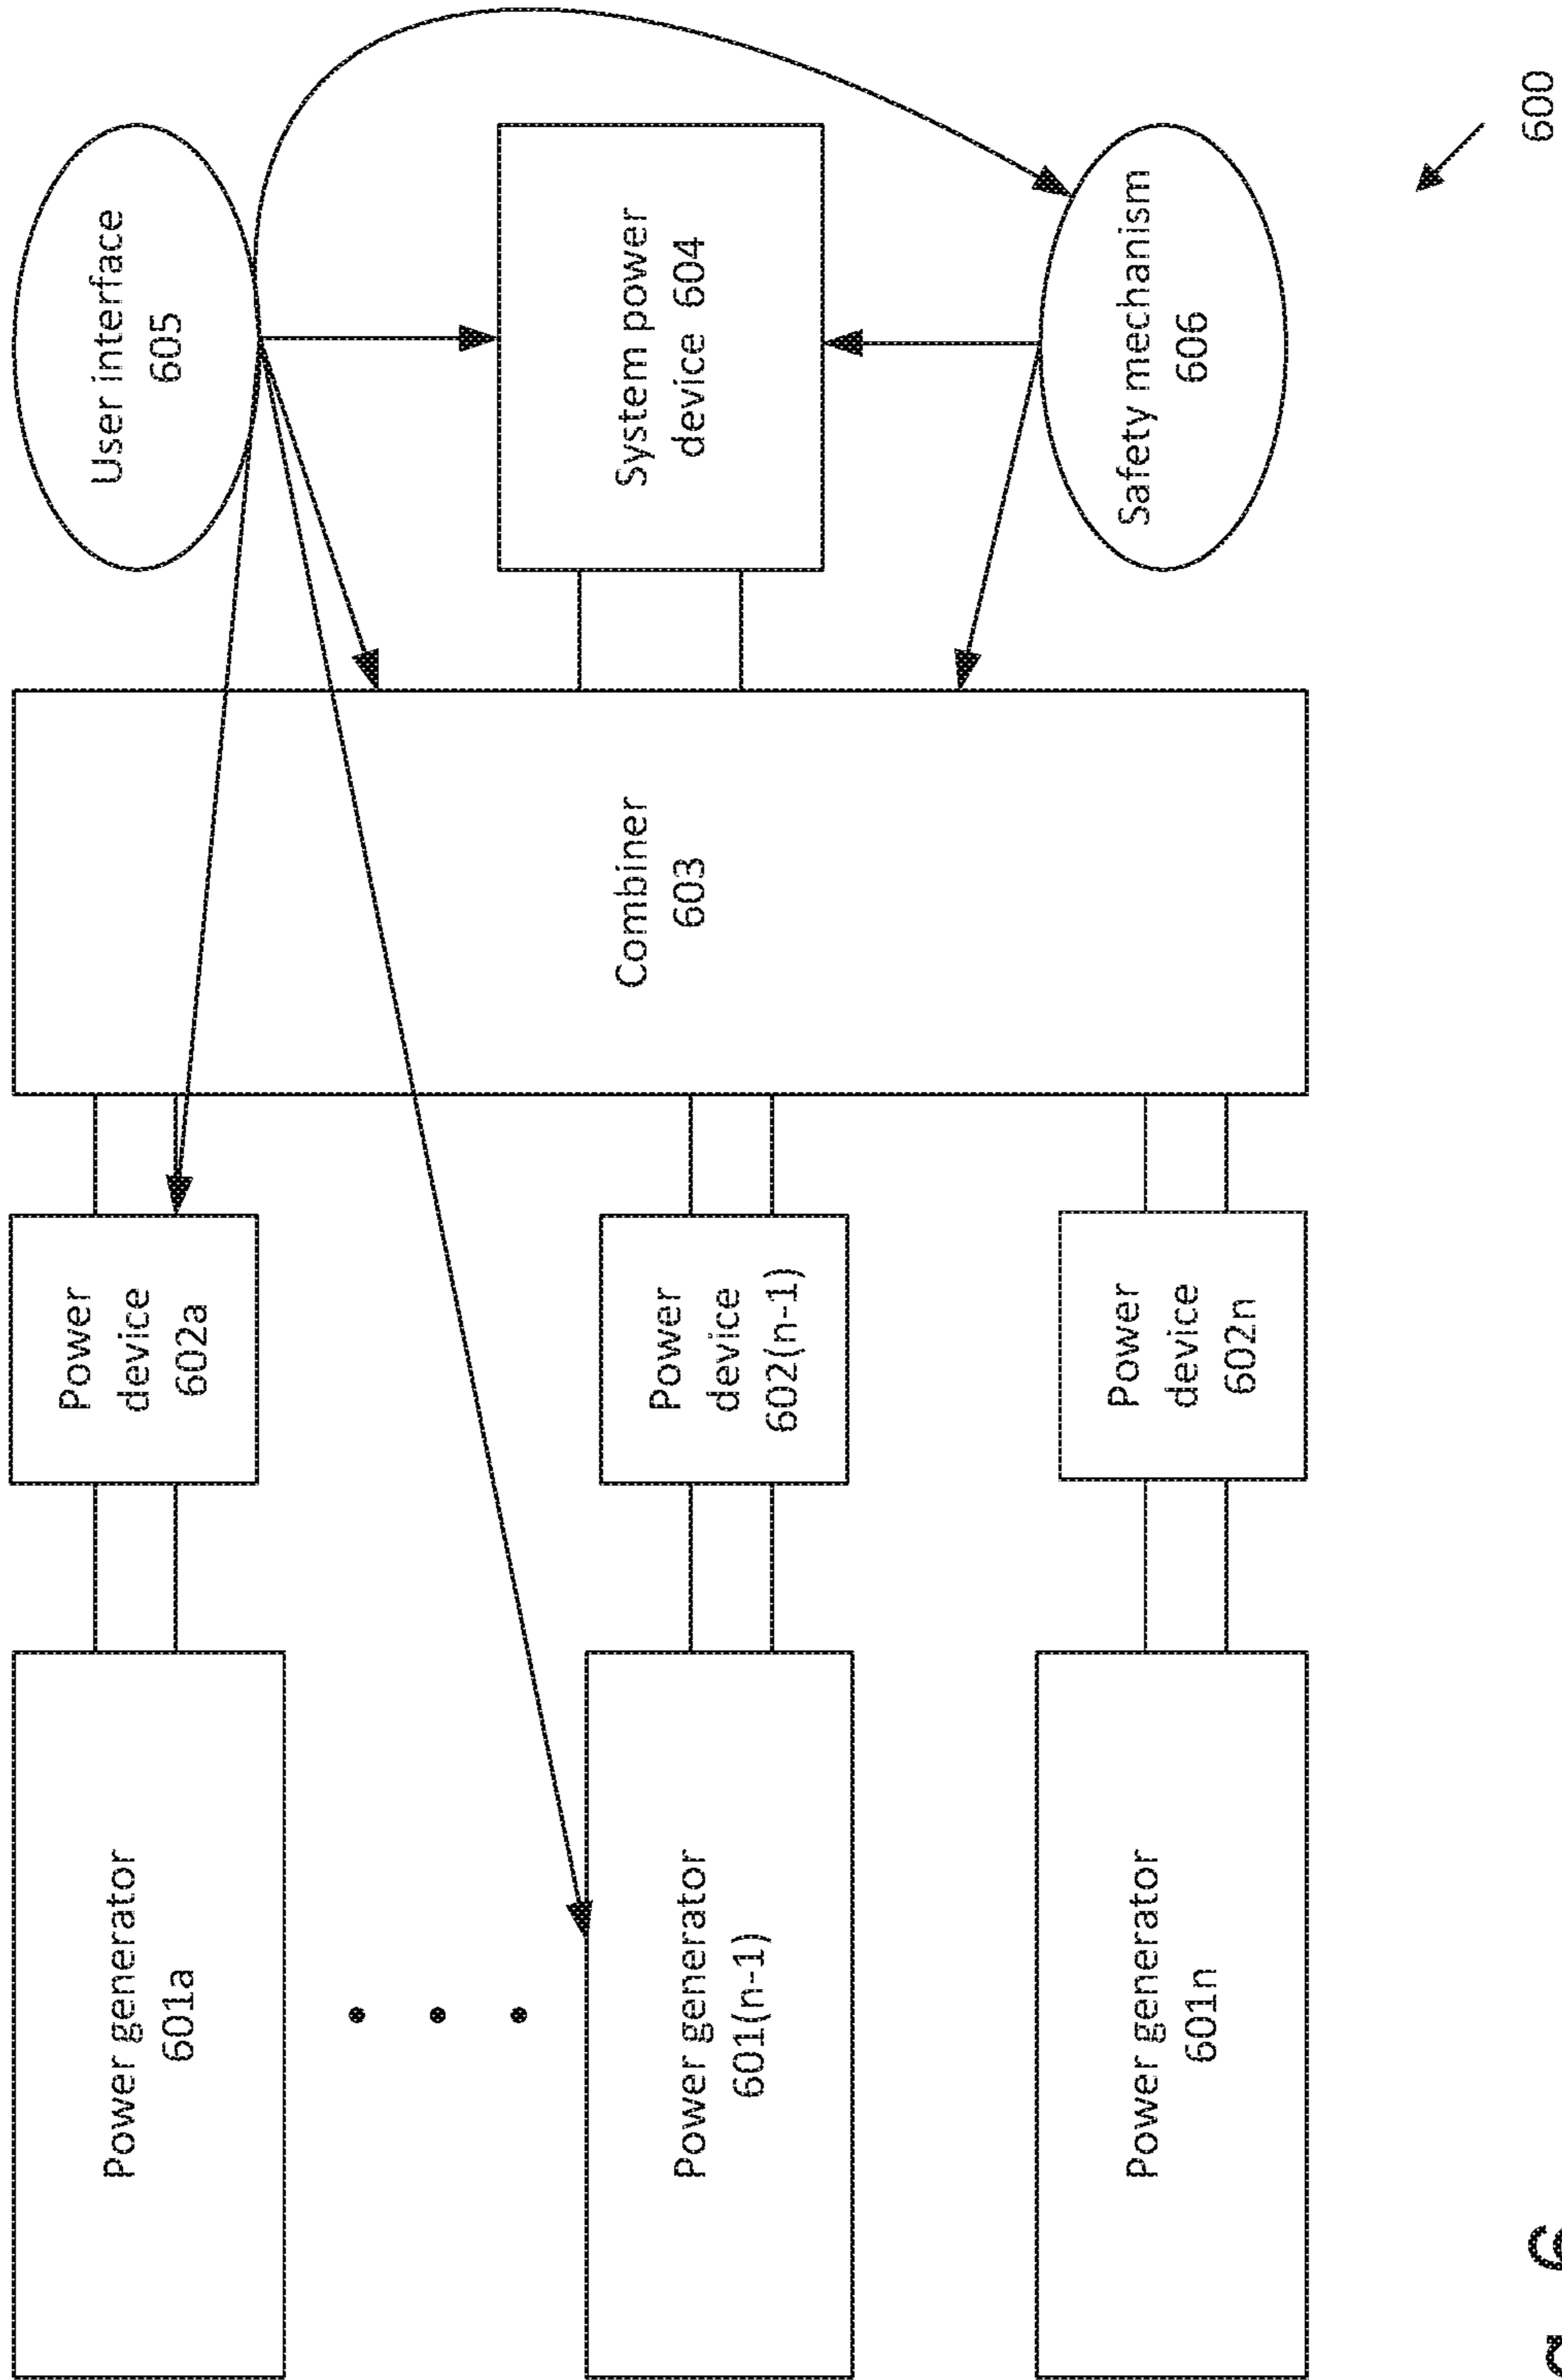 Power generator
601a
Power
device
602a
User interface
605
Combiner
603
System power
device 604
Power generator
601(n-1)
Power
device
602(n-1)
Power generator
601n
Power
device
602n
Safety mechanism
606
600